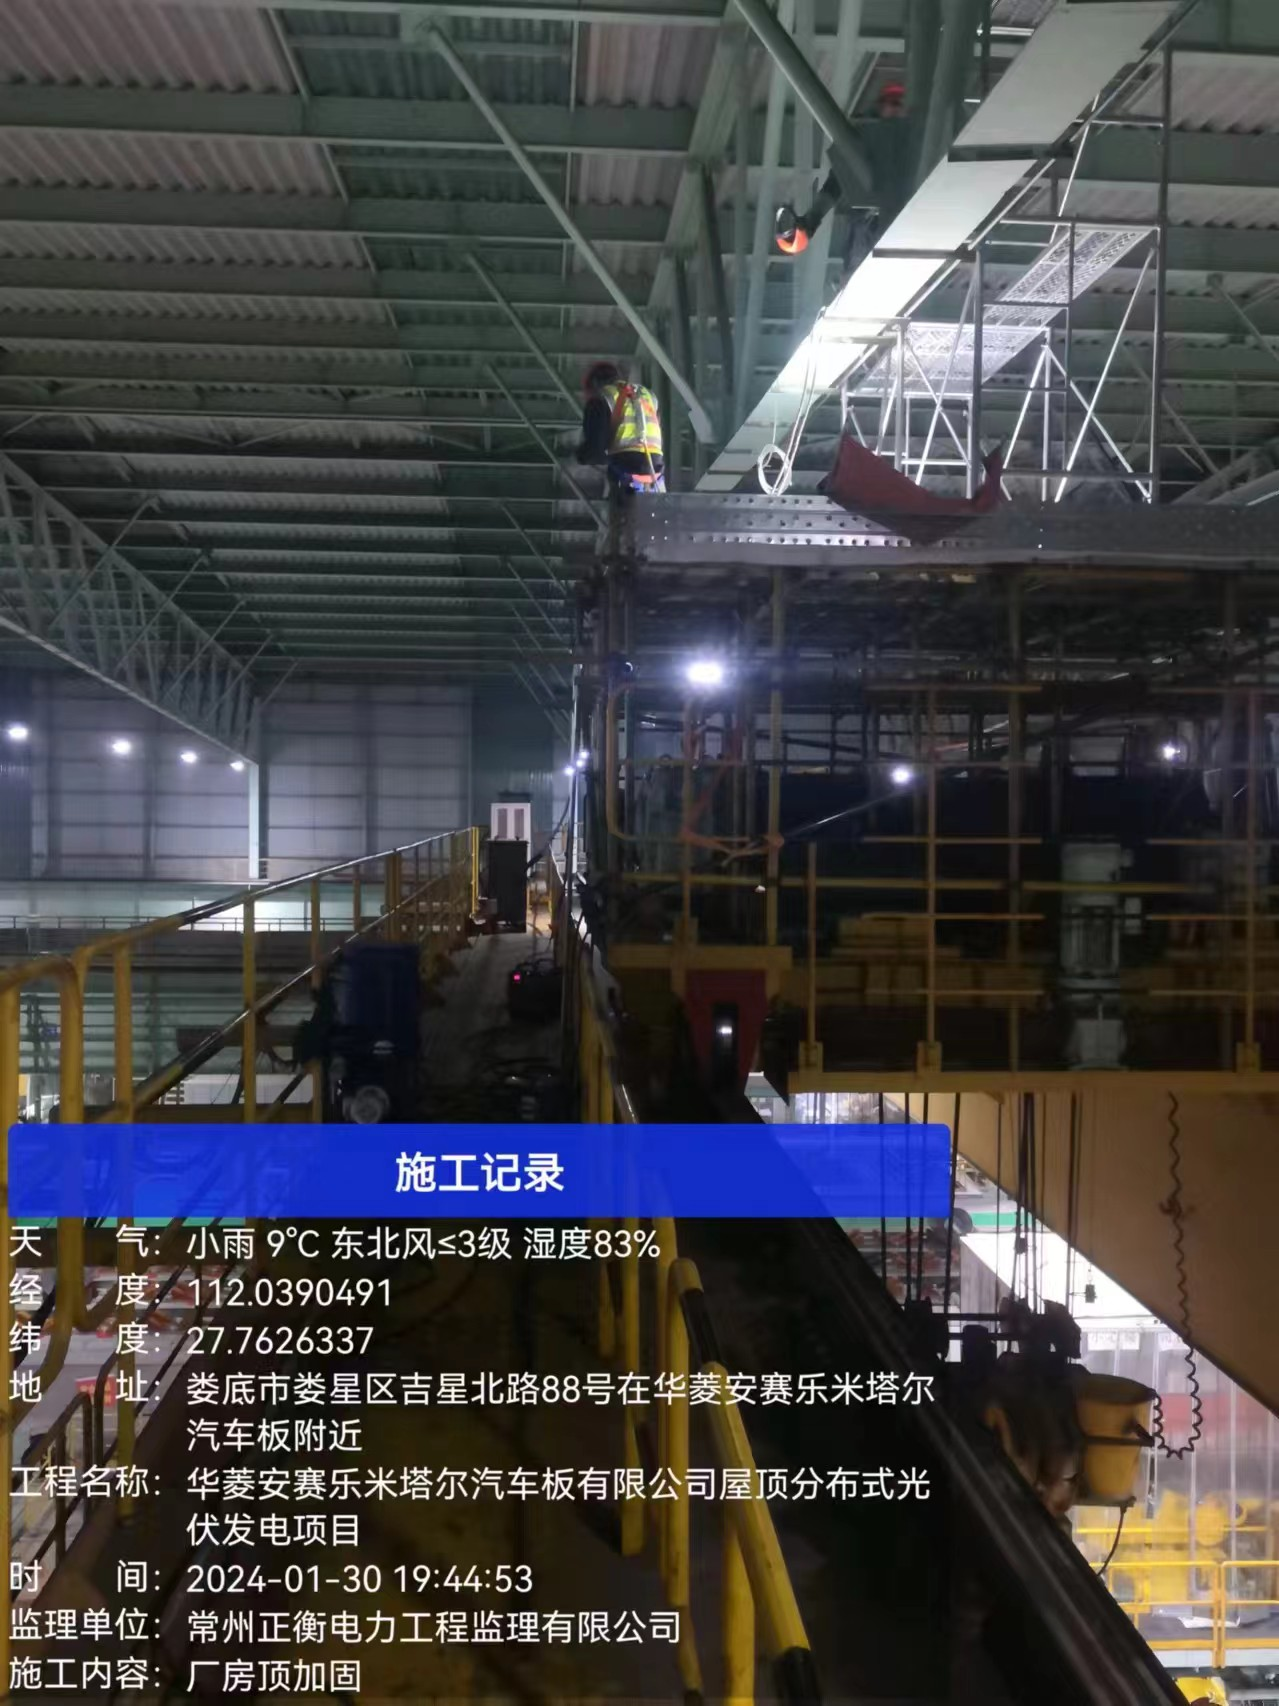 施工记录
天 气：小雨 9℃ 东北风≤3级 湿度83%
经 度：112.0390491
纬 度：27.7626337
地 址：娄底市娄星区吉星北路88号在华菱安赛乐米塔尔
汽车板附近
工程名称：华菱安赛乐米塔尔汽车板有限公司屋顶分布式光
伏发电项目
时 间：2024-01-30 19:44:53
监理单位：常州正衡电力工程监理有限公司
施工内容：厂房顶加固